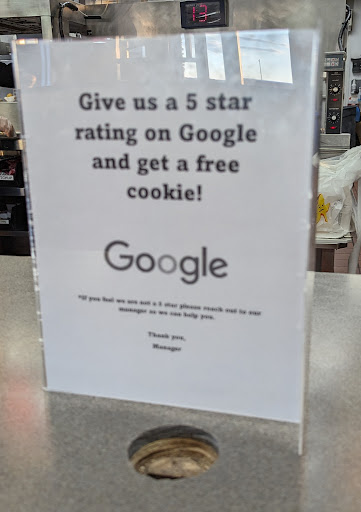 13
Give us a 5 star
rating on Google
and get a free
cookie!
Google
*if you feel we are not a 5 star please reach out to our
manager so we can help you.
Thank you,
Manager